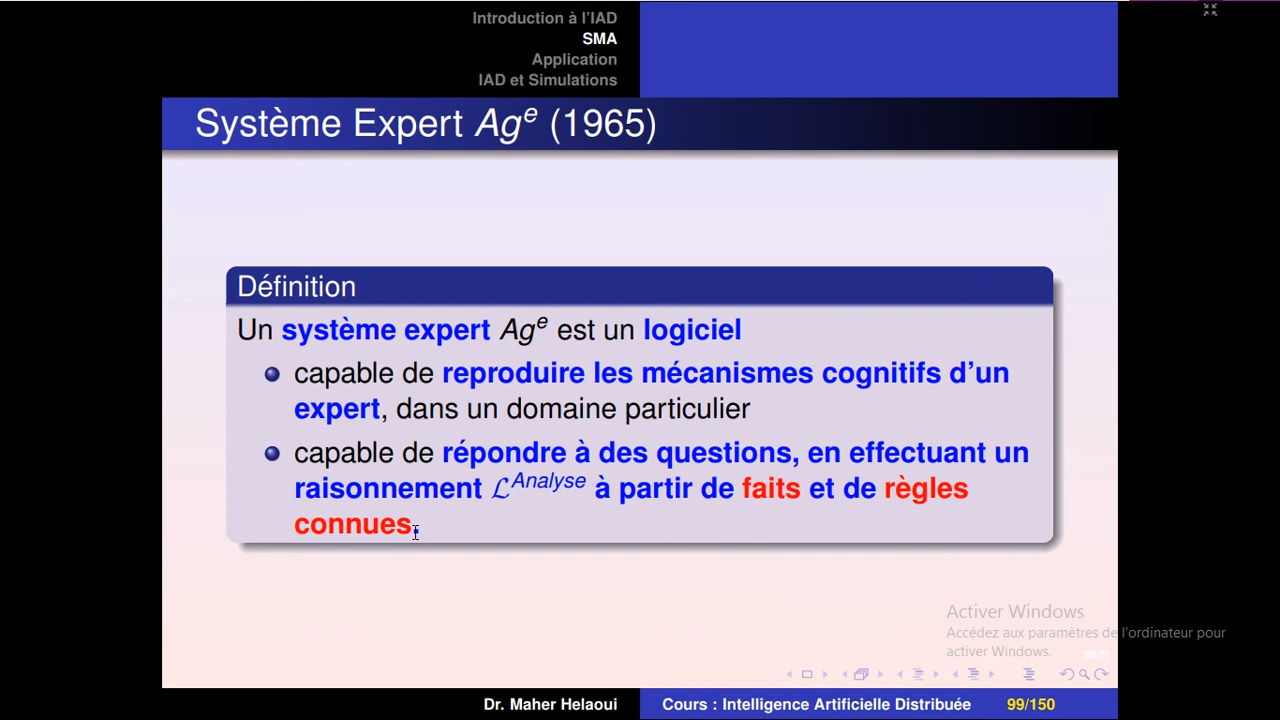 Introduction à l'IAD
SMA
Application
IAD et Simulations
Système Expert Ag^e (1965)
Définition
Un système expert Ag^e est un logiciel
capable de reproduire les mécanismes cognitifs d'un
expert, dans un domaine particulier
capable de répondre à des questions, en effectuant un
raisonnement ℒ^Analyse à partir de faits et de règles
connues.
Activer Windows
Accédez aux paramètres de l'ordinateur pour
activer Windows.
Dr. Maher Helaoui
Cours : Intelligence Artificielle Distribuée
99/150